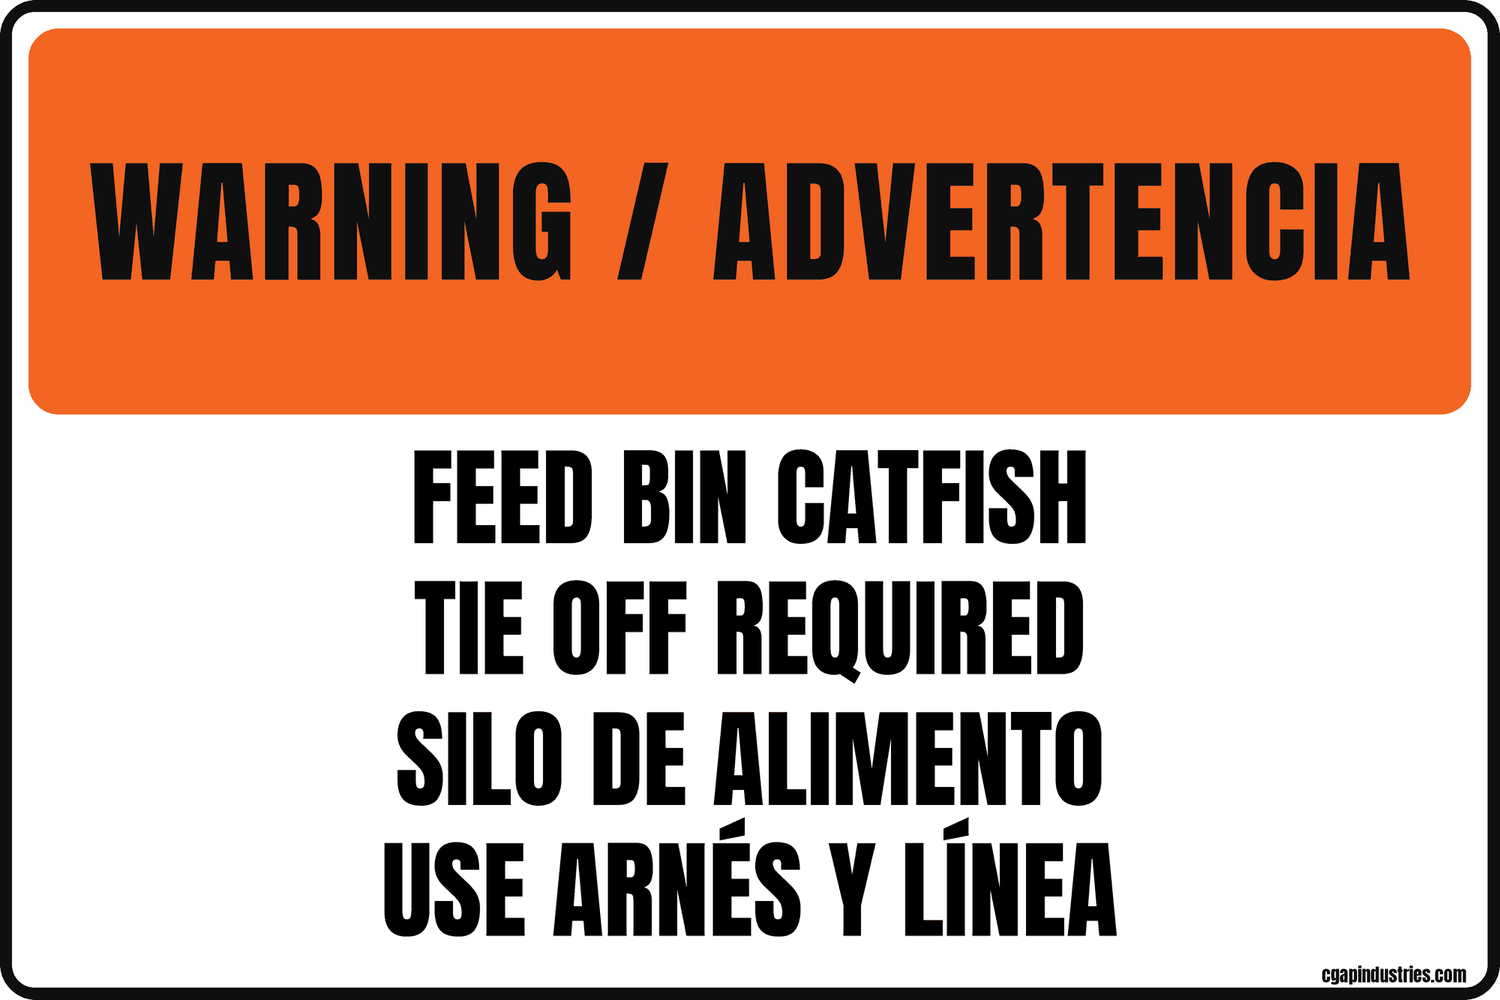 WARNING / ADVERTENCIA
FEED BIN CATFISH
TIE OFF REQUIRED
SILO DE ALIMENTO
USE ARNÉS Y LÍNEA
cgapindustries.com